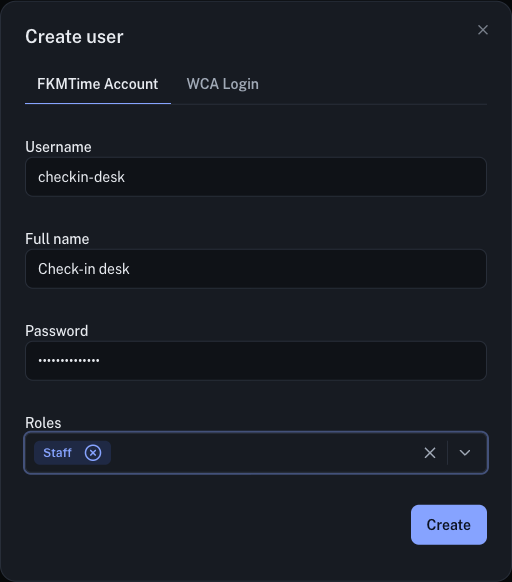 Create user
FKMTime Account WCA Login
Username
checkin-desk
Full name
Check-in desk
Password
••••••••••••••
Roles
Staff
Create